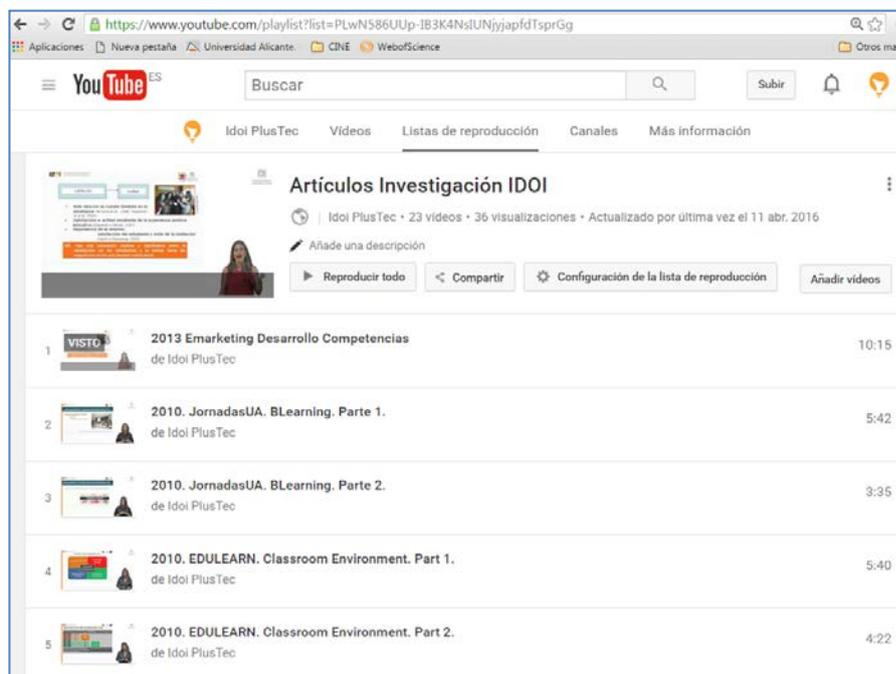 https://www.youtube.com/playlist?list=PLwN586UUp-IB3K4NsIUNjyjapfdTsprGg
Aplicaciones Nueva pestaña Universidad Alicante. CINE WebofScience Otros ma
YouTube ES Buscar Subir
Idoi PlusTec Vídeos Listas de reproducción Canales Más información
Artículos Investigación IDOI
Idoi PlusTec • 23 vídeos • 36 visualizaciones • Actualizado por última vez el 11 abr. 2016
Añade una descripción
Reproducir todo Compartir Configuración de la lista de reproducción Añadir vídeos
1 VISTO 2013 Emarketing Desarrollo Competencias 10:15
de Idoi PlusTec
2 2010. JornadasUA. BLearning. Parte 1. 5:42
de Idoi PlusTec
3 2010. JornadasUA. BLearning. Parte 2. 3:35
de Idoi PlusTec
4 2010. EDULEARN. Classroom Environment. Part 1. 5:40
de Idoi PlusTec
5 2010. EDULEARN. Classroom Environment. Part 2. 4:22
de Idoi PlusTec